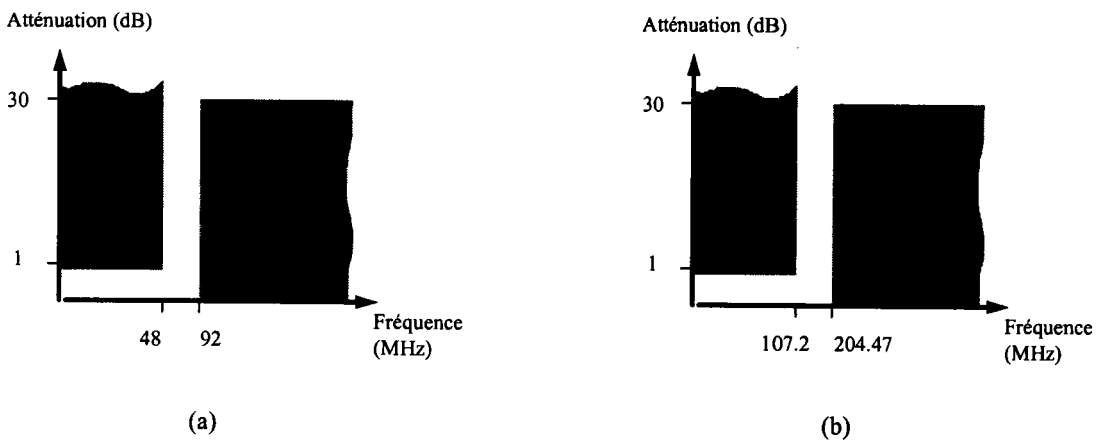 Atténuation (dB)
30
1
48
92
Fréquence
(MHz)
(a)
Atténuation (dB)
30
1
107.2
204.47
Fréquence
(MHz)
(b)